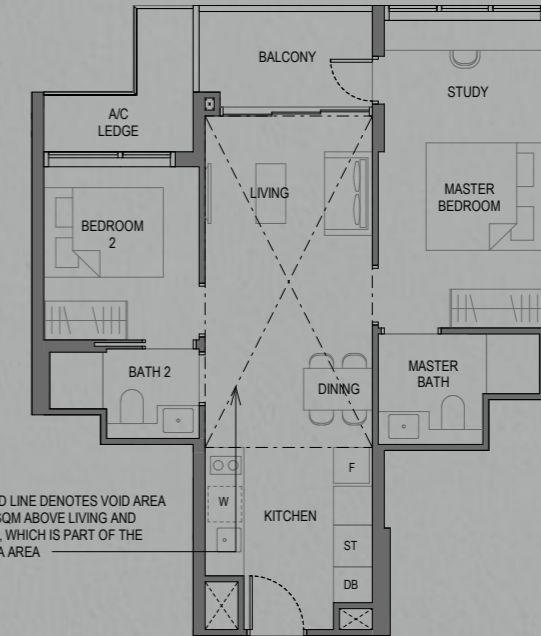 BALCONY
STUDY
A/C
LEDGE
LIVING
MASTER
BEDROOM
BEDROOM
2
BATH 2
DINING
MASTER
BATH
F
W
KITCHEN
ST
DB
LINE DENOTES VOID AREA
SQM ABOVE LIVING AND
, WHICH IS PART OF THE
AREA